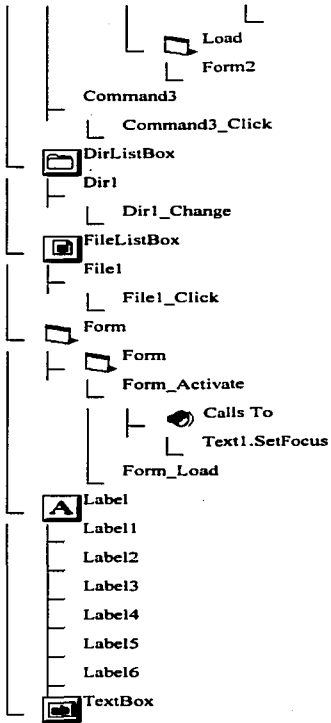 Load
Form2
Command3
Command3_Click
DirListBox
Dir1
Dir1_Change
FileListBox
File1
File1_Click
Form
Form
Form_Activate
Calls To
Text1.SetFocus
Form_Load
Label
Label1
Label2
Label3
Label4
Label5
Label6
TextBox